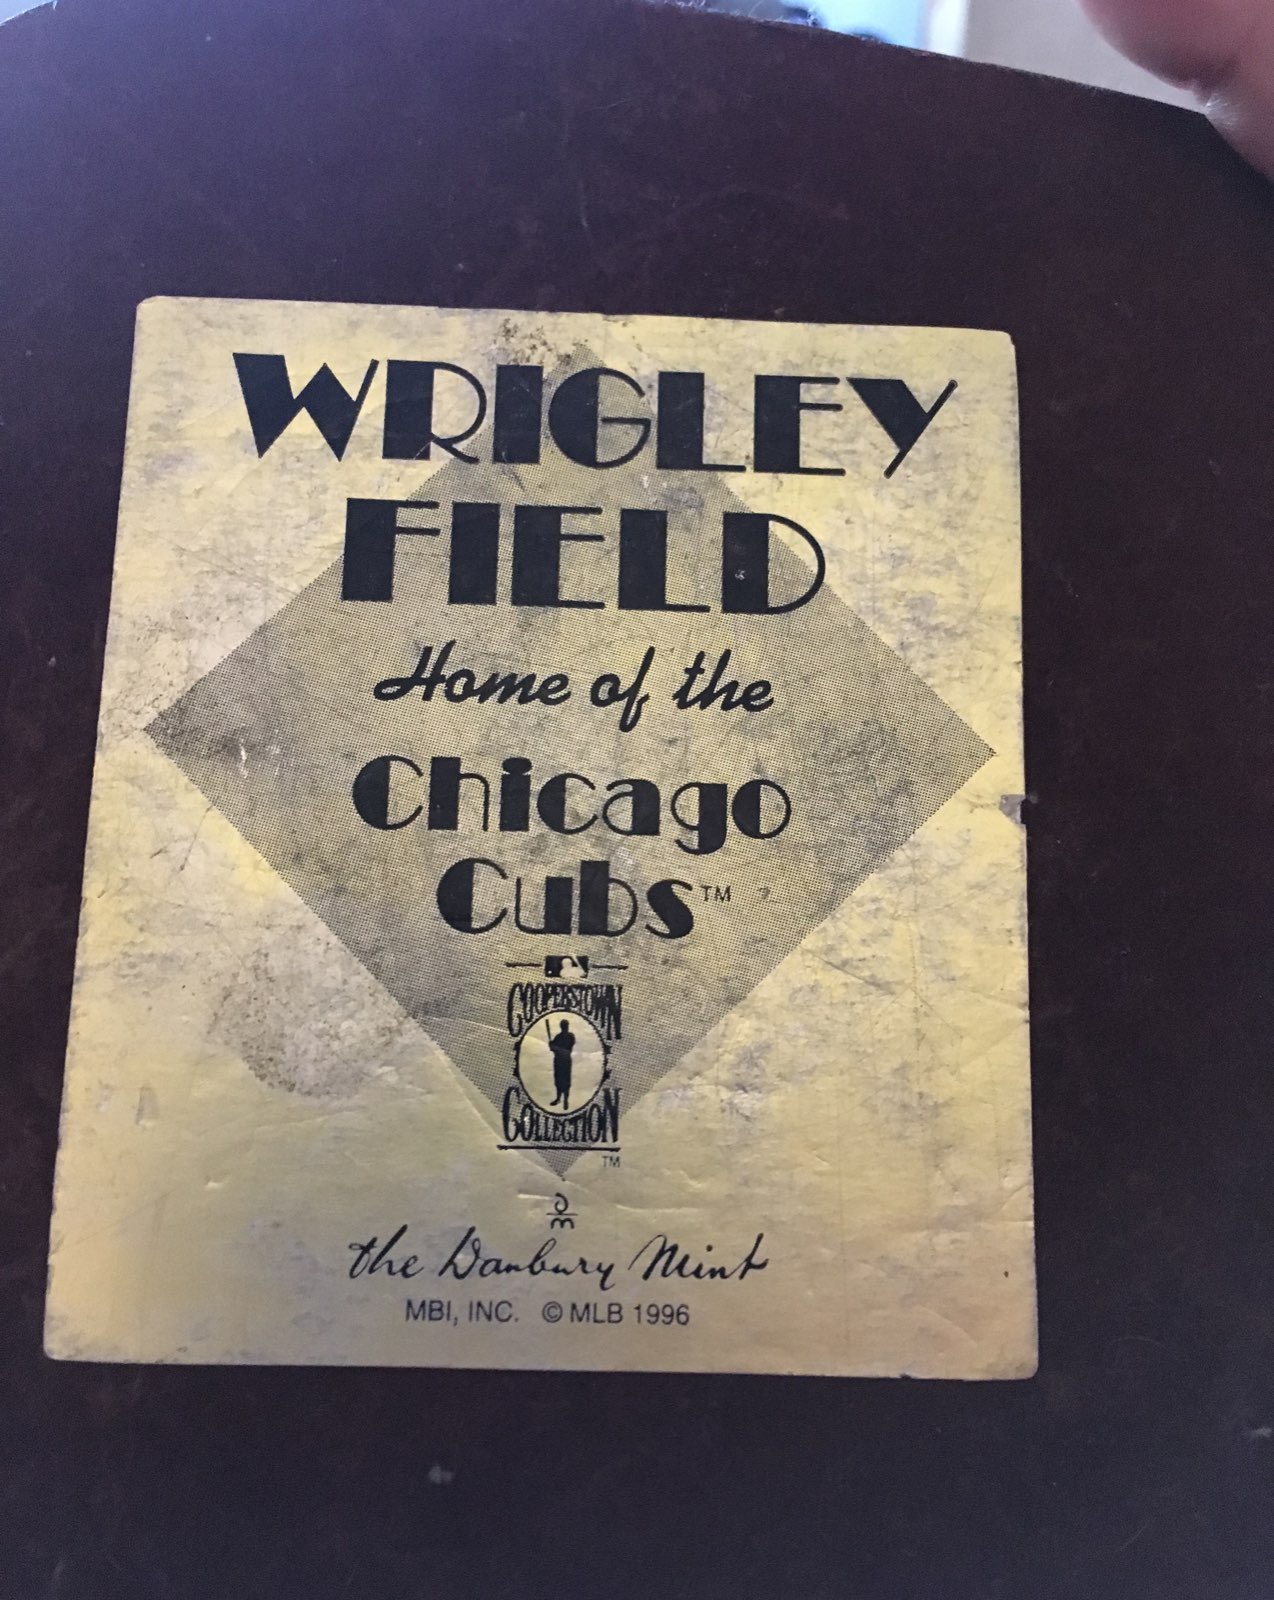 WRIGLEY
FIELD
Home of the
Chicago
Cubs™
COOPERSTOWN
COLLECTION
TM
the Danbury Mint
MBI, INC. © MLB 1996